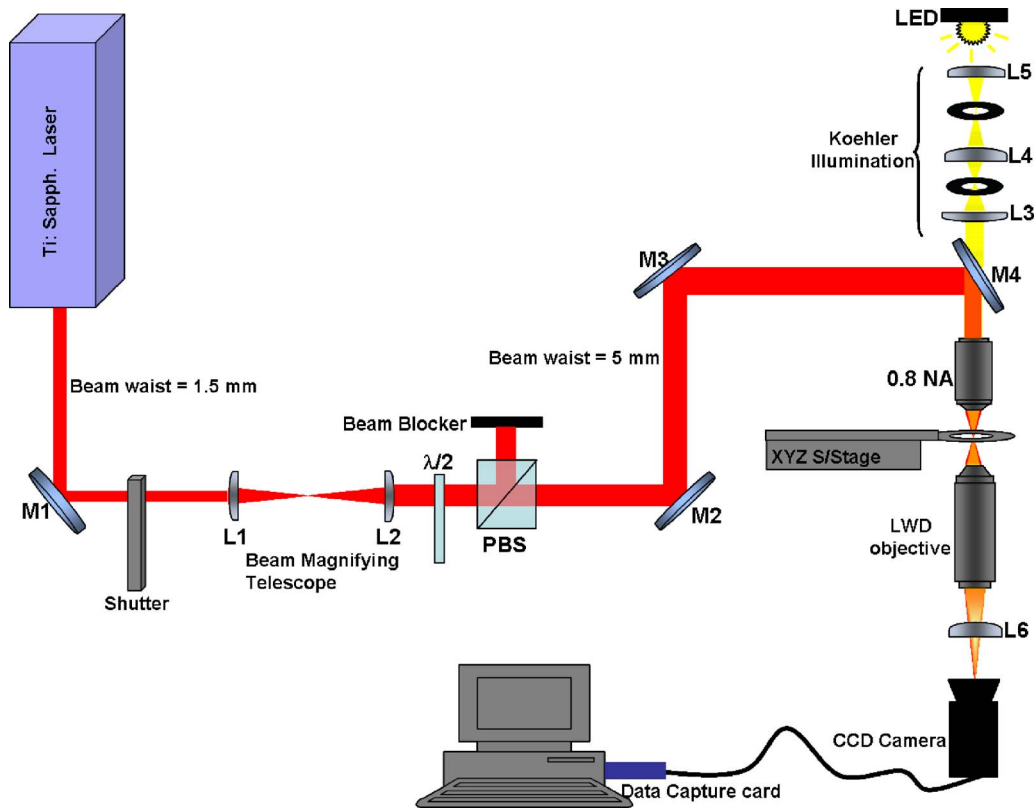 LED
L5
Koehler
Illumination
L4
L3
Ti: Sapph. Laser
M3
M4
Beam waist = 1.5 mm
Beam waist = 5 mm
0.8 NA
Beam Blocker
λ/2
XYZ S/Stage
M1
L1
L2
PBS
M2
LWD
objective
Beam Magnifying
Telescope
Shutter
L6
CCD Camera
Data Capture card